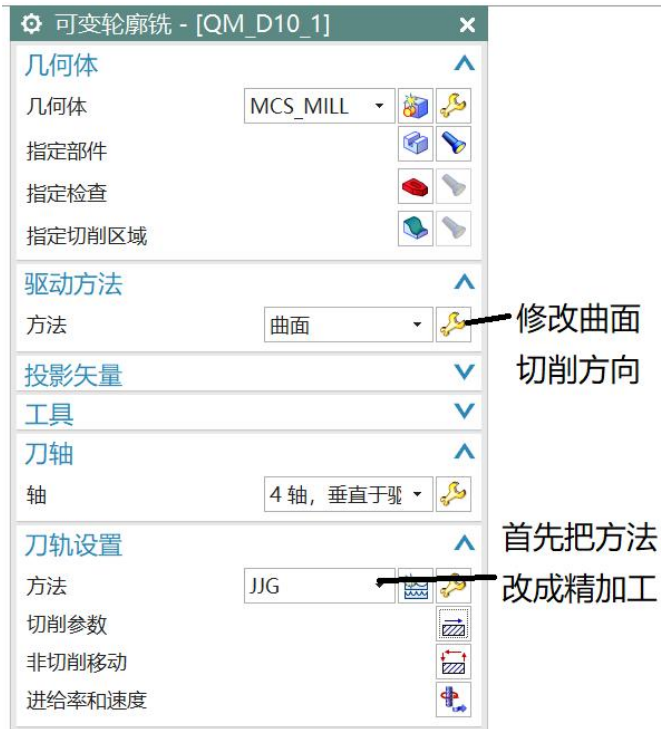 可变轮廓铣 - [QM_D10_1]
几何体
几何体 MCS_MILL
指定部件
指定检查
指定切削区域
驱动方法
方法 曲面
修改曲面
切削方向
投影矢量
工具
刀轴
轴 4 轴，垂直于驱
刀轨设置
首先把方法
改成精加工
方法 JJG
切削参数
非切削移动
进给率和速度